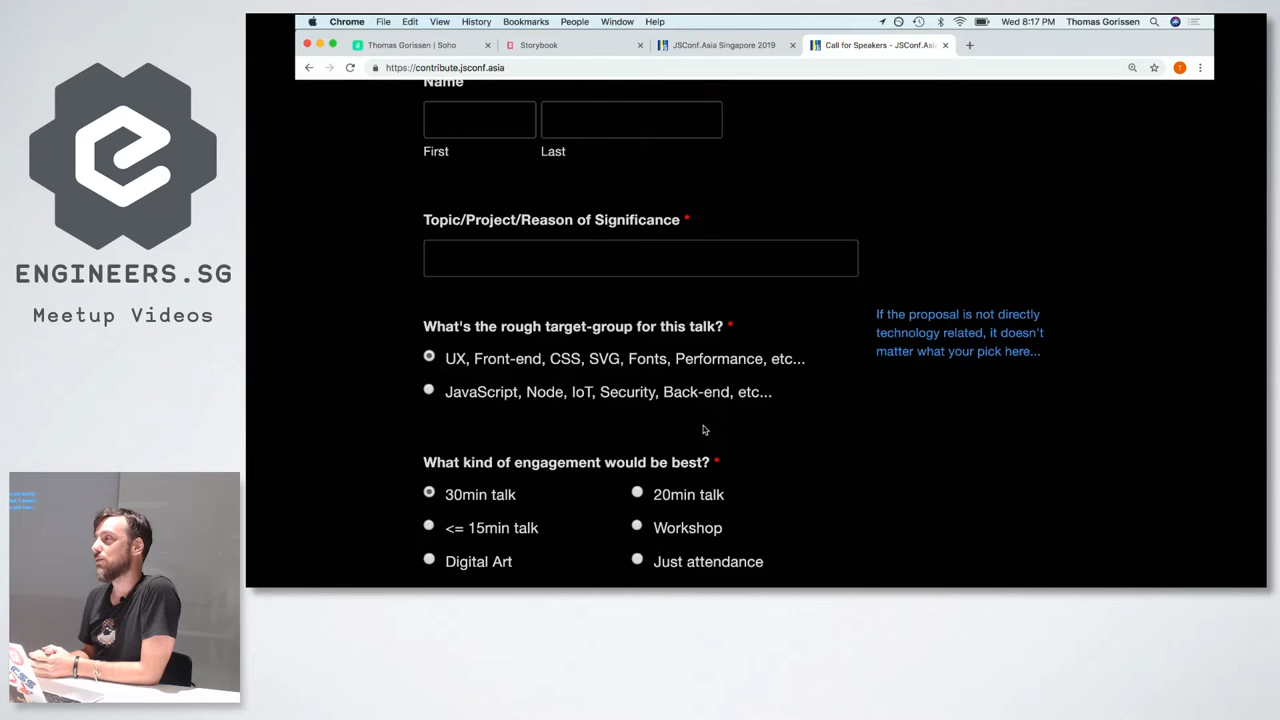 Chrome File Edit View History Bookmarks People Window Help Wed 8:17 PM Thomas Gorissen
Thomas Gorissen | Soho
Storybook
JSConf.Asia Singapore 2019
Call for Speakers - JSConf.Asi
https://contribute.jsconf.asia
T
Name
First
Last
Topic/Project/Reason of Significance *
What's the rough target-group for this talk? *
UX, Front-end, CSS, SVG, Fonts, Performance, etc...
JavaScript, Node, IoT, Security, Back-end, etc...
If the proposal is not directly
technology related, it doesn't
matter what your pick here...
What kind of engagement would be best? *
30min talk
20min talk
<= 15min talk
Workshop
Digital Art
Just attendance
ENGINEERS.SG
Meetup Videos
CSS